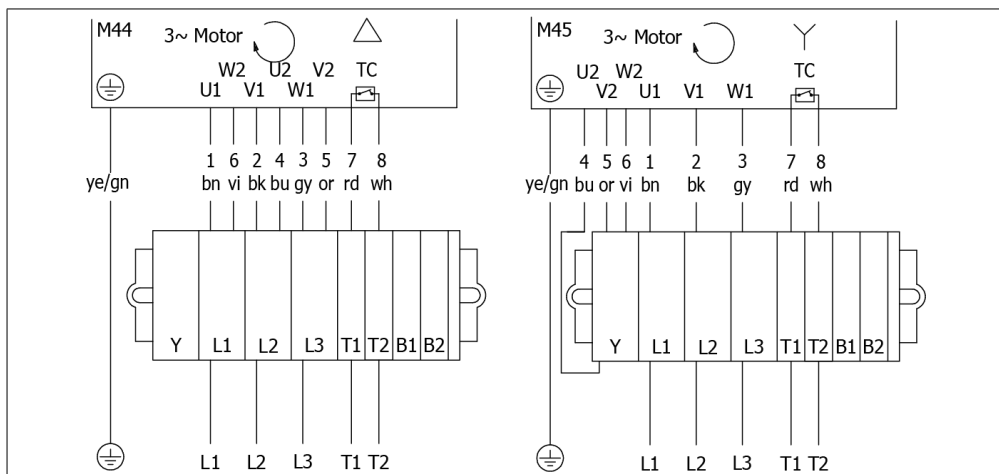 M44
3~ Motor
TC
W2 U2 V2
U1 V1 W1
1 6 2 4 3 5 7 8
ye/gn bn vi bk bu gy or rd wh
Y L1 L2 L3 T1 T2 B1 B2
L1 L2 L3 T1 T2
M45
3~ Motor
TC
U2 W2
V2 U1 V1 W1
4 5 6 1 2 3 7 8
ye/gn bu or vi bn bk gy rd wh
Y L1 L2 L3 T1 T2 B1 B2
L1 L2 L3 T1 T2